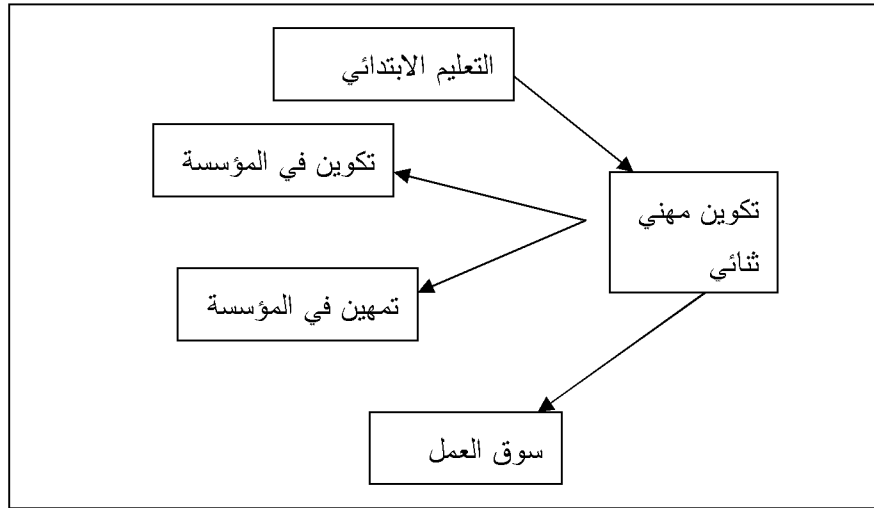 التعليم الابتدائي
تكوين في المؤسسة
تكوين مهني
ثنائي
تمهين في المؤسسة
سوق العمل